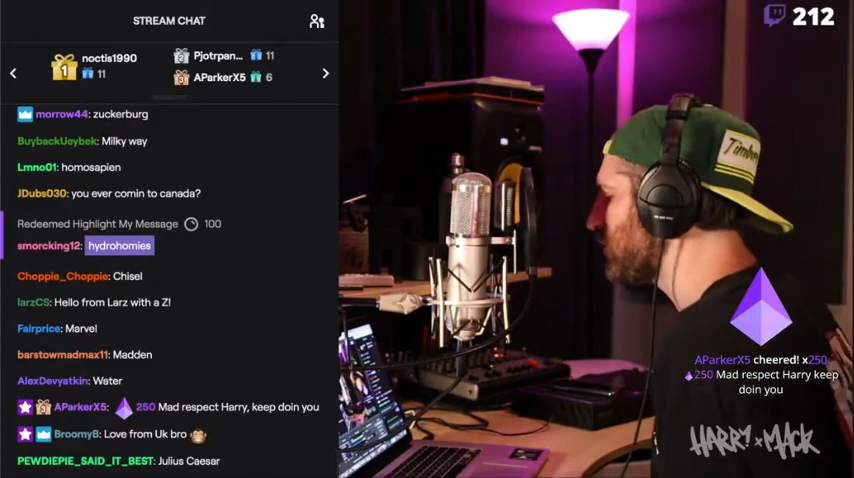 STREAM CHAT
212
noctis1990
11
Pjotrpan... 11
AParkerX5 6
morrow44: zuckerburg
BuybackUeybek: Milky way
Lmno01: homosapien
JDubs030: you ever comin to canada?
Redeemed Highlight My Message 100
smorcking12: hydrohomies
Choppie_Choppie: Chisel
larzCS: Hello from Larz with a Z!
Fairprice: Marvel
barstowmadmax11: Madden
AlexDevyatkin: Water
AParkerX5: 250 Mad respect Harry, keep doin you
BroomyB: Love from Uk bro
PEWDIEPIE_SAID_IT_BEST: Julius Caesar
AParkerX5 cheered! x250
250 Mad respect Harry keep
doin you
HARRY x MACK